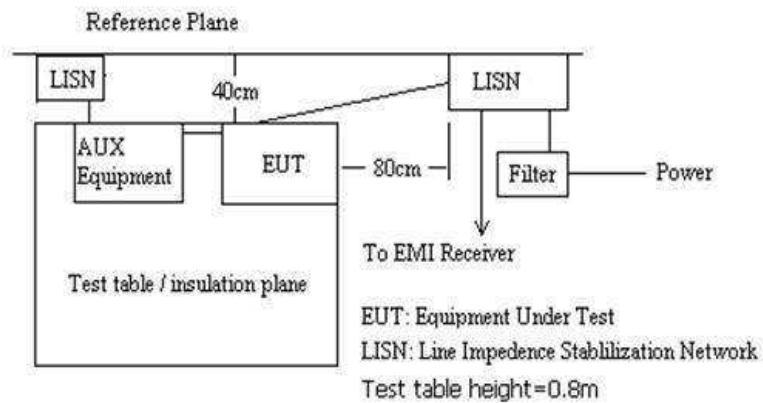 Reference Plane
LISN
40cm
LISN
AUX
Equipment
EUT
80cm
Filter
Power
To EMI Receiver
Test table / insulation plane
EUT: Equipment Under Test
LISN: Line Impedence Stablilization Network
Test table height=0.8m